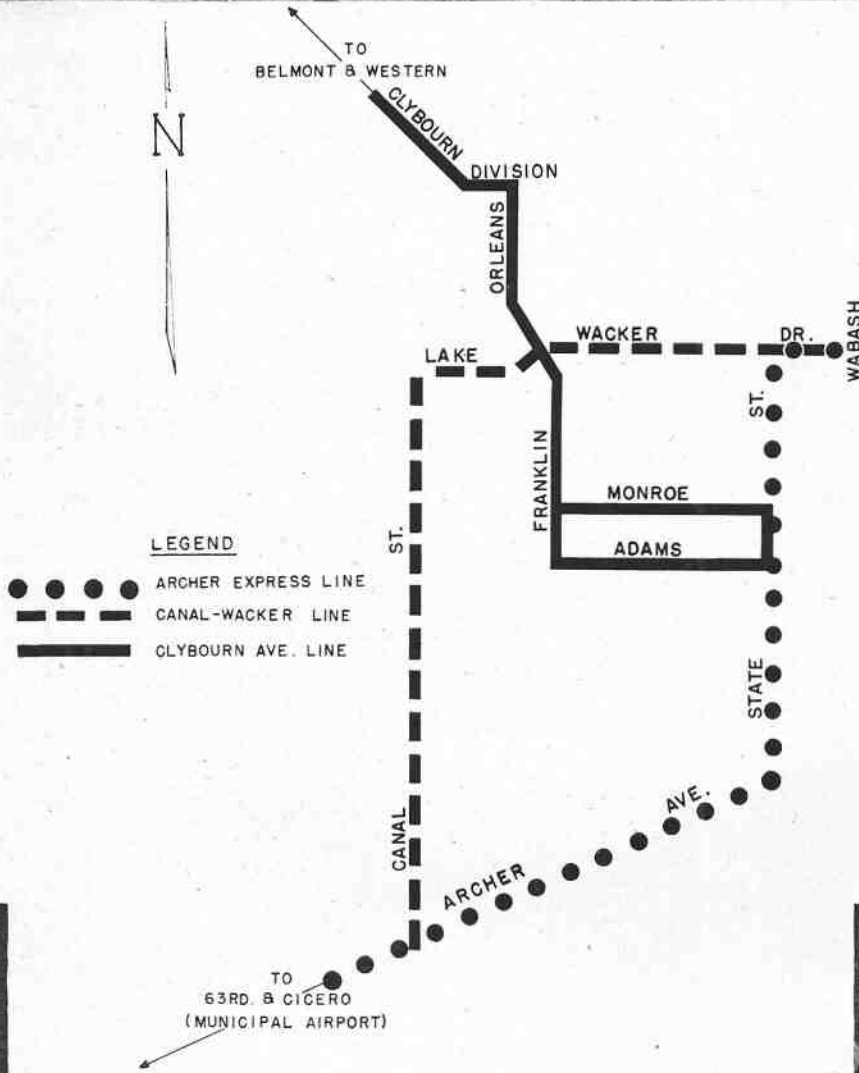 TO
BELMONT & WESTERN
N
CLYBOURN
DIVISION
ORLEANS
WACKER
DR.
WABASH
LAKE
ST.
FRANKLIN
MONROE
ADAMS
ST.
LEGEND
ARCHER EXPRESS LINE
CANAL-WACKER LINE
CLYBOURN AVE. LINE
STATE
CANAL
ARCHER
AVE.
TO
63RD. & CICERO
(MUNICIPAL AIRPORT)